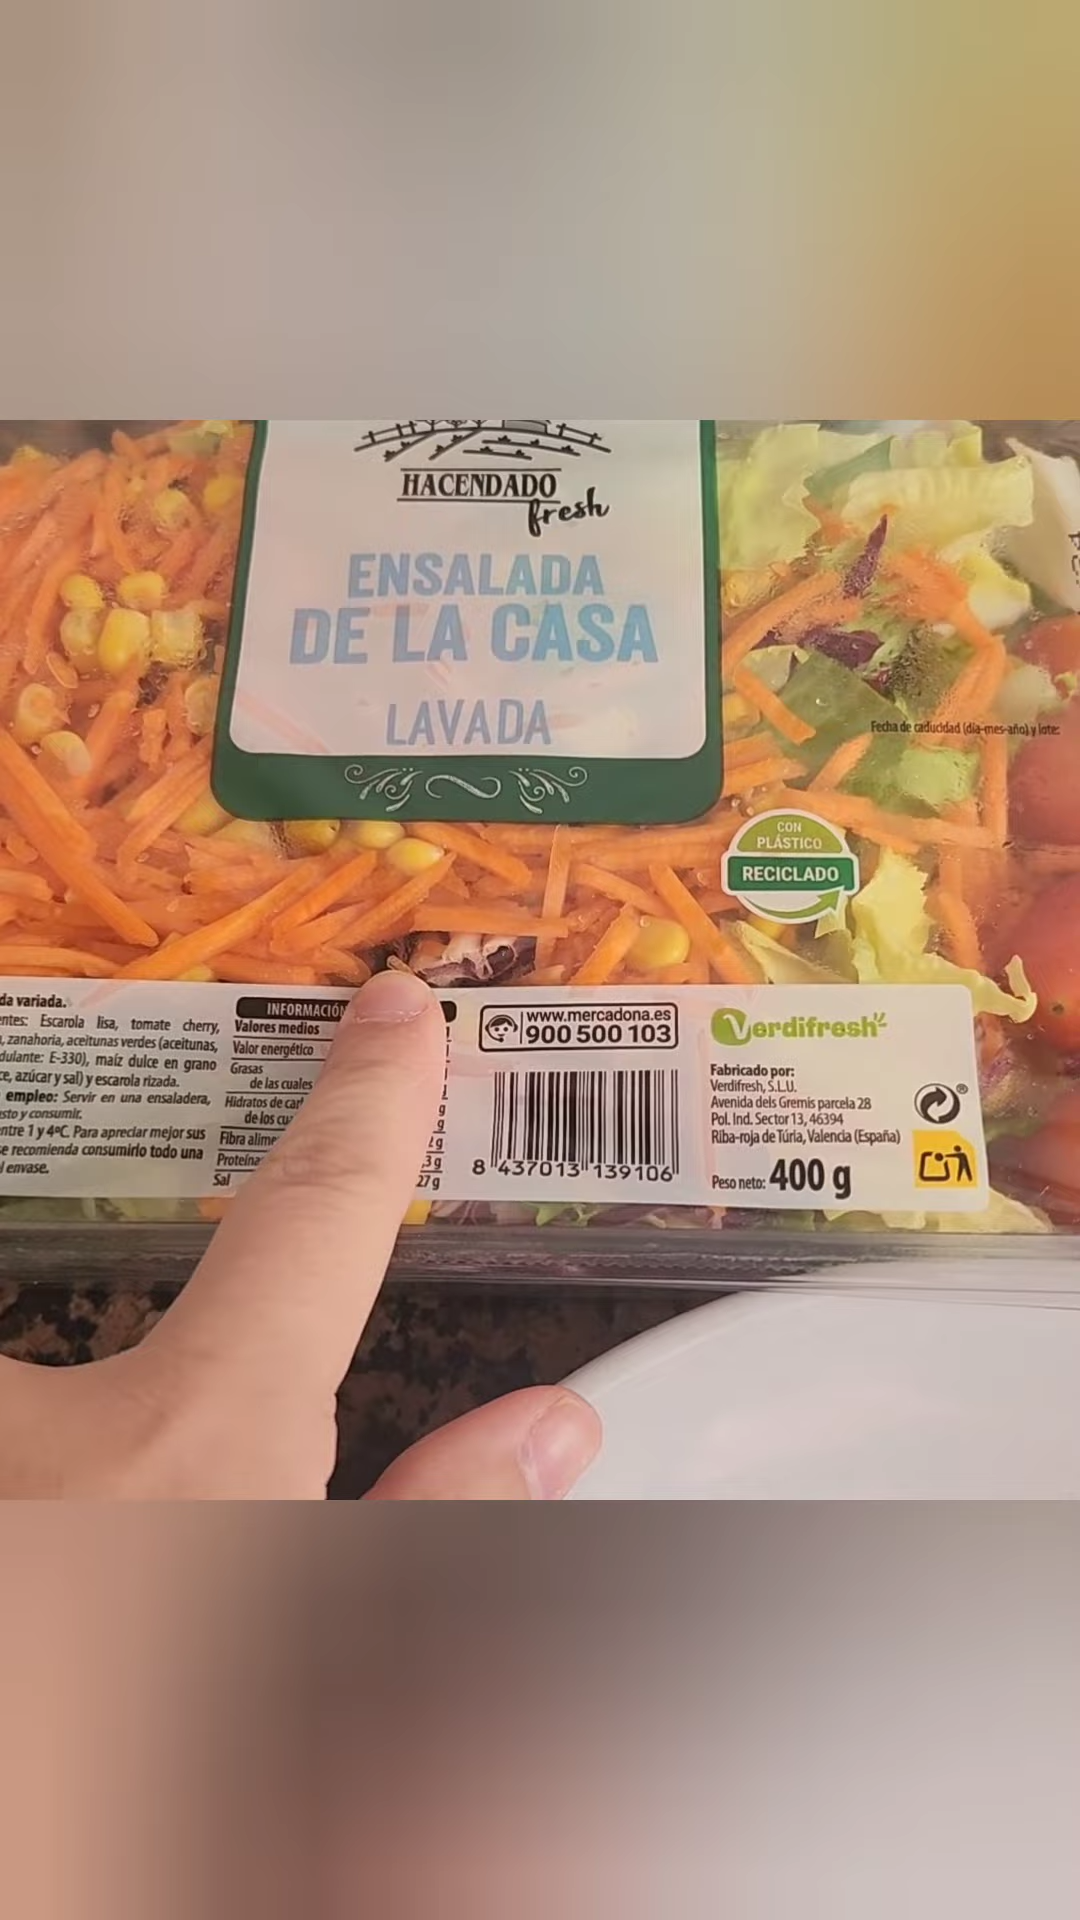 HACENDADO
fresh
ENSALADA
DE LA CASA
LAVADA
Fecha de caducidad (día-mes-año) y lote:
CON
PLÁSTICO
RECICLADO
da variada.
entes: Escarola lisa, tomate cherry,
zanahoria, aceitunas verdes (aceitunas,
dulante: E-330), maíz dulce en grano
ce, azúcar y sal) y escarola rizada.
empleo: Servir en una ensaladera,
sto y consumir.
ntre 1 y 4ºC. Para apreciar mejor sus
se recomienda consumirlo todo una
l envase.
INFORMACIÓN
Valores medios
Valor energético
Grasas
de las cuales
Hidratos de car
de los cu
Fibra alime
Proteína
Sal
g
g
g
3 g
27 g
www.mercadona.es
900 500 103
8 437013 139106
Verdifresh
Fabricado por:
Verdifresh, S.L.U.
Avenida dels Gremis parcela 28
Pol. Ind. Sector 13, 46394
Riba-roja de Túria, Valencia (España)
Peso neto: 400 g